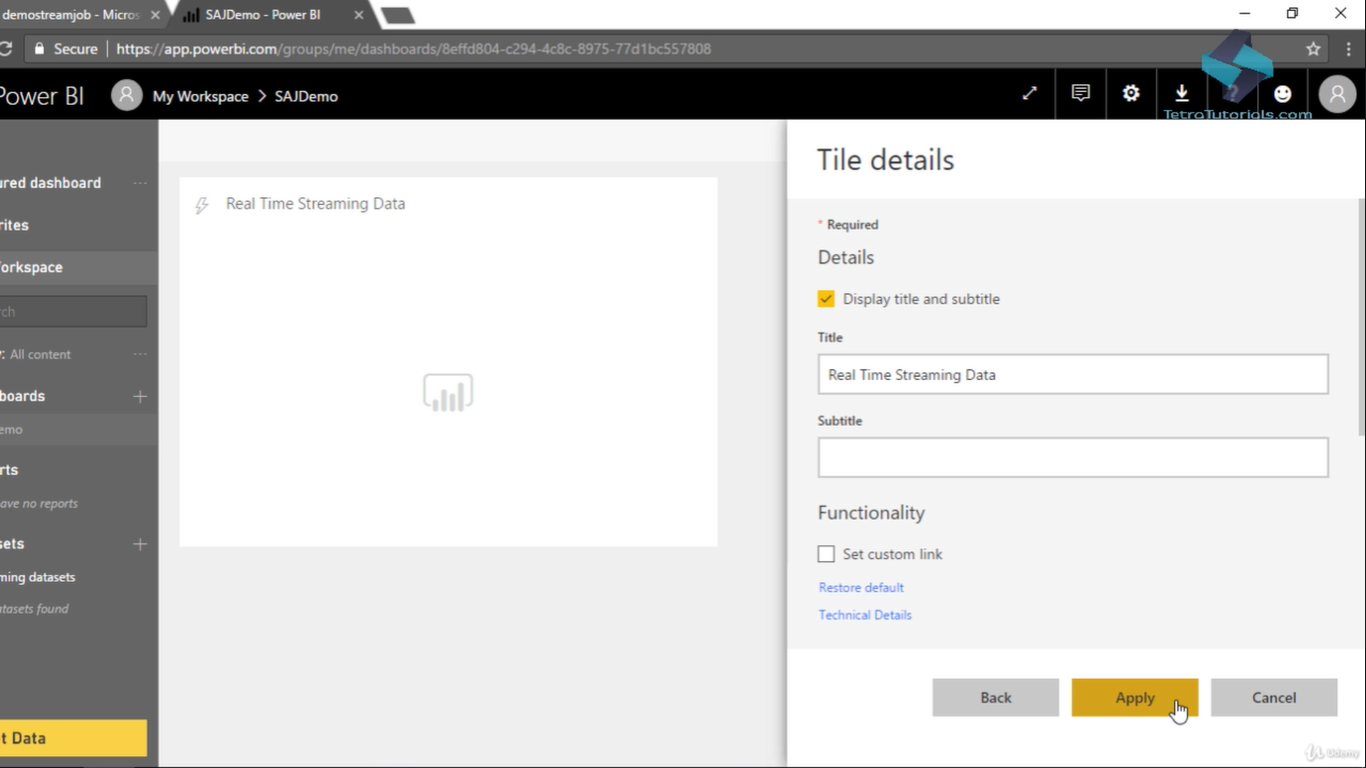 demostreamjob - Micros
SAJDemo - Power BI
Secure https://app.powerbi.com/groups/me/dashboards/8effd804-c294-4c8c-8975-77d1bc557808
Power BI My Workspace > SAJDemo
TetraTutorials.com
ured dashboard
rites
orkspace
rch
: All content
boards
emo
rts
ave no reports
sets
ming datasets
atasets found
t Data
Real Time Streaming Data
Tile details
* Required
Details
Display title and subtitle
Title
Real Time Streaming Data
Subtitle
Functionality
Set custom link
Restore default
Technical Details
Back Apply Cancel
Udemy